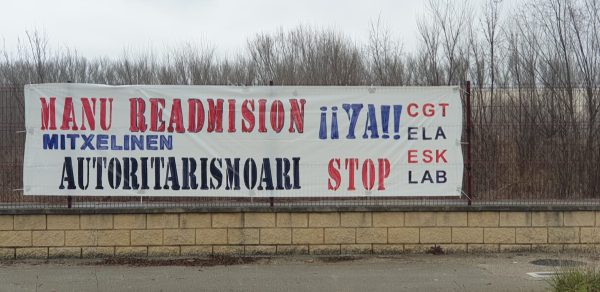 MANU READMISION ¡¡YA!!
MITXELINEN
AUTORITARISMOARI STOP
CGT
ELA
ESK
LAB